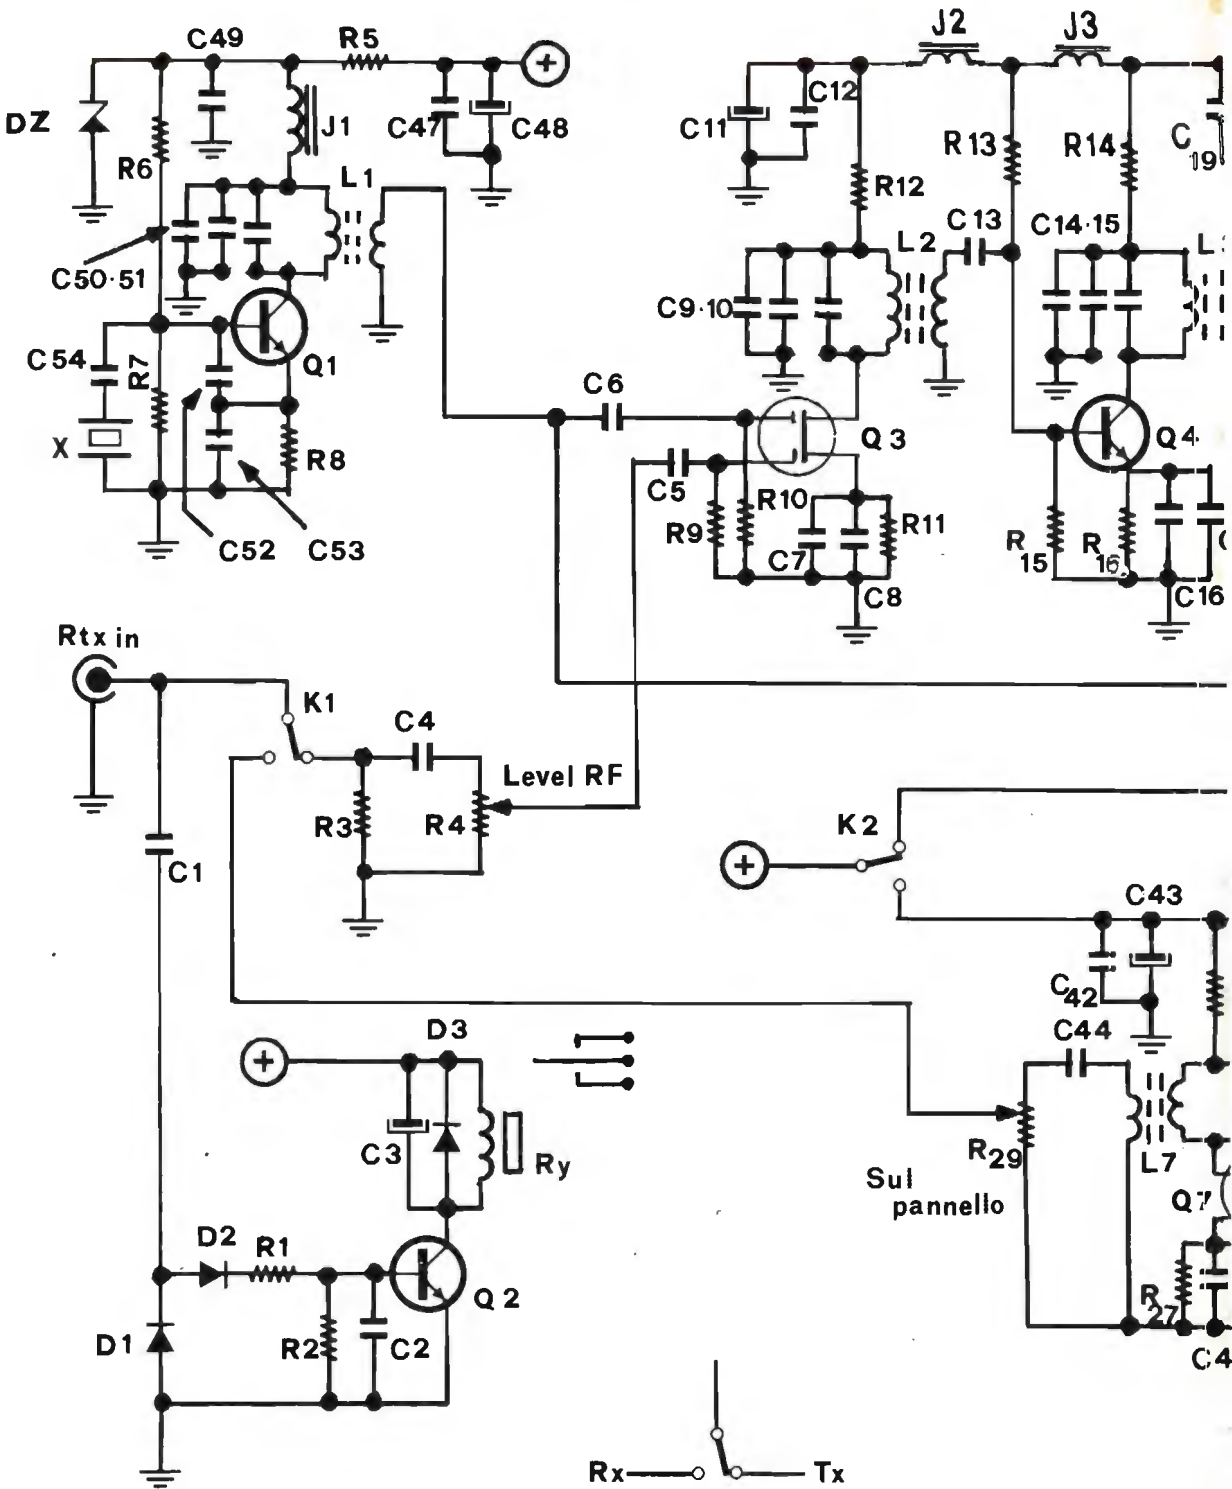 J2
J3
C49
R5
+
DZ
J1
C47
C48
C11
C12
R13
R14
C
19
R6
L1
R12
C50·51
C13
L2
C14·15
C9·10
C54
R7
Q1
C6
Q3
Q4
X
R8
C5
R10
R9
R11
C52
C53
C7
C8
R
15
R
16
C16
Rtx in
K1
C4
Level RF
R3
R4
K2
+
C1
C43
C
42
D3
C44
+
C3
Ry
R29
L7
Sul
pannello
Q7
D2
R1
Q2
R
27
D1
R2
C2
C4
Rx
Tx